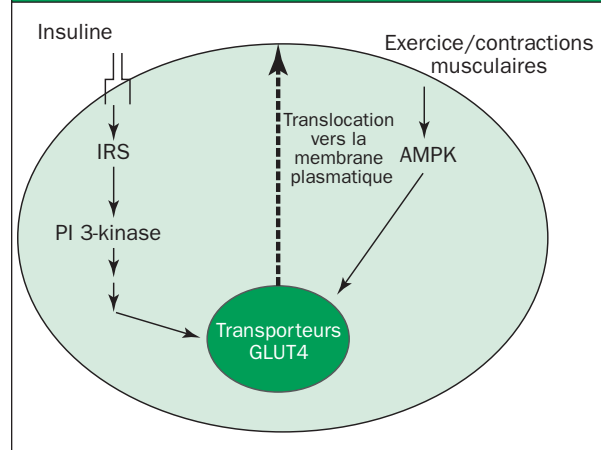 Insuline
Exercice/contractions
musculaires
IRS
Translocation
vers la
membrane
plasmatique
AMPK
PI 3-kinase
Transporteurs
GLUT4